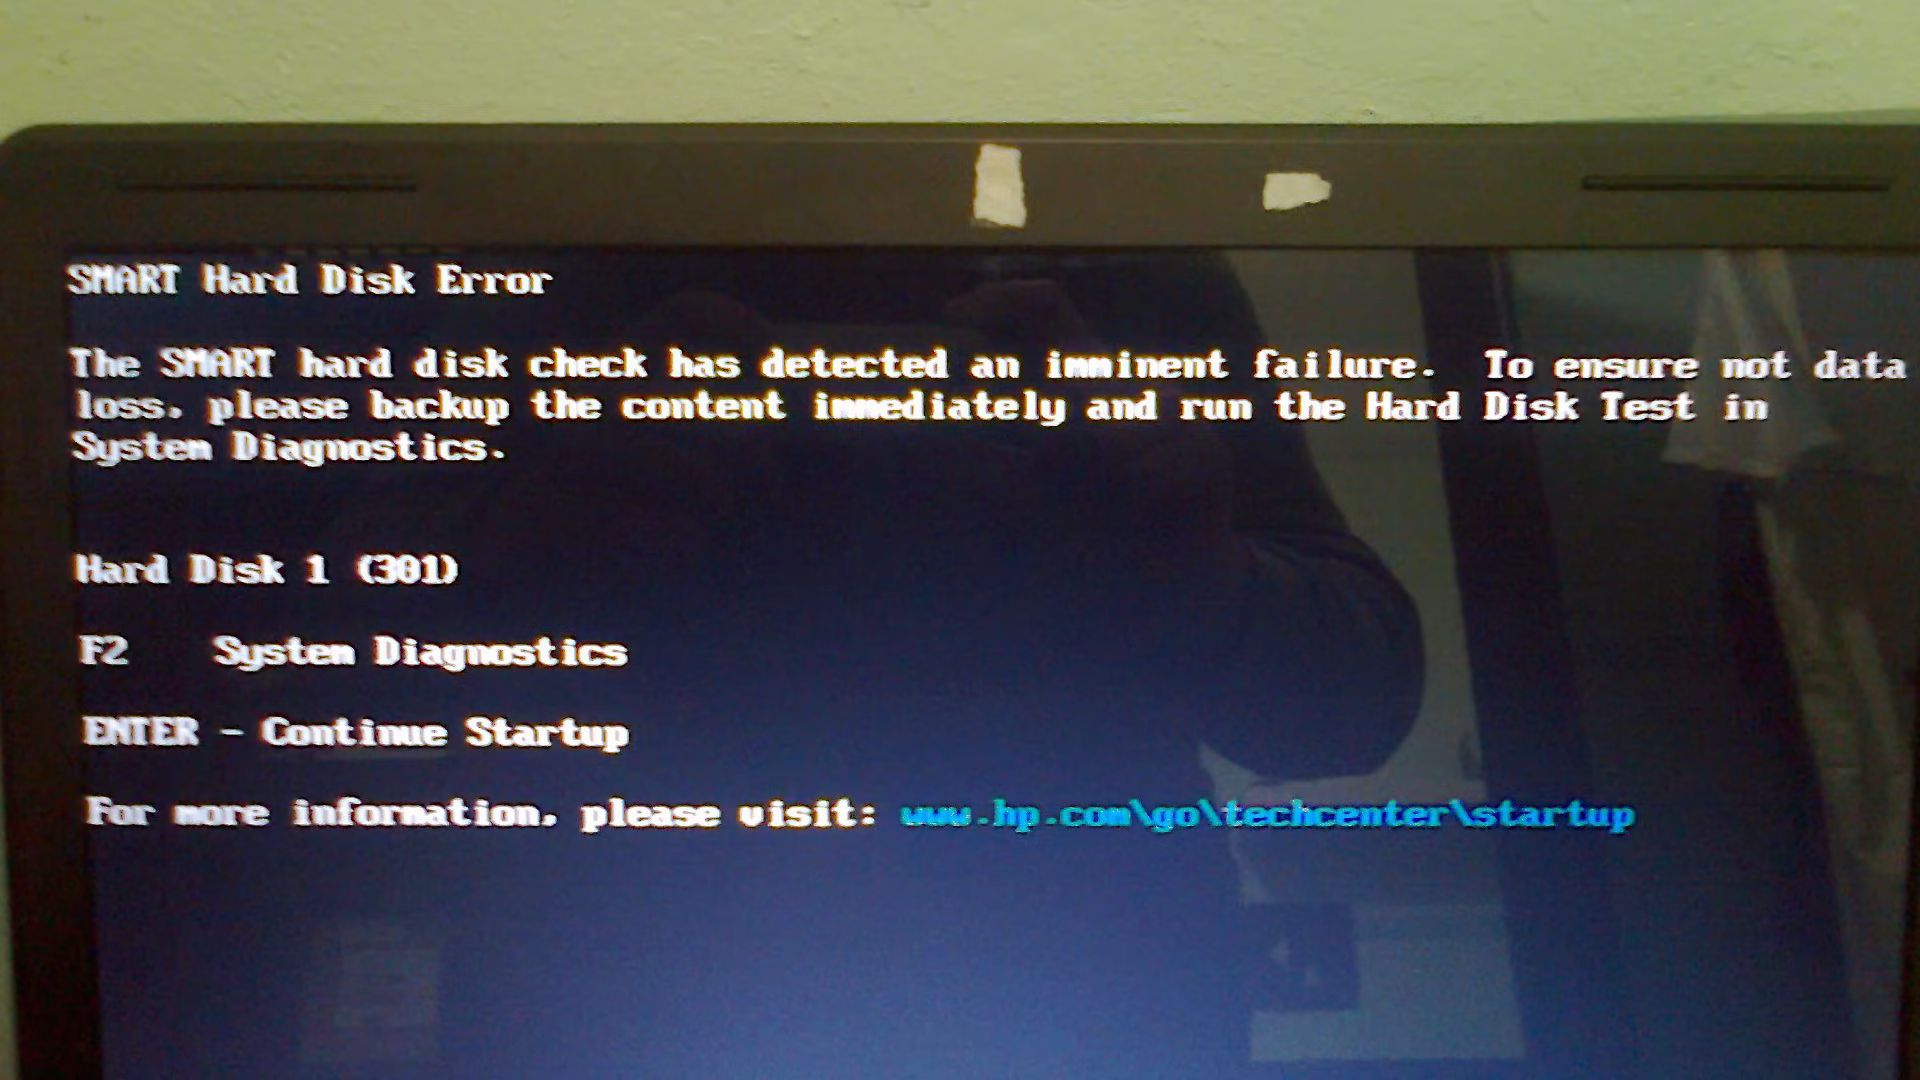 SMART Hard Disk Error
The SMART hard disk check has detected an imminent failure. To ensure not data
loss, please backup the content immediately and run the Hard Disk Test in
System Diagnostics.
Hard Disk 1 (301)
F2 System Diagnostics
ENTER - Continue Startup
For more information, please visit: www.hp.com\go\techcenter\startup